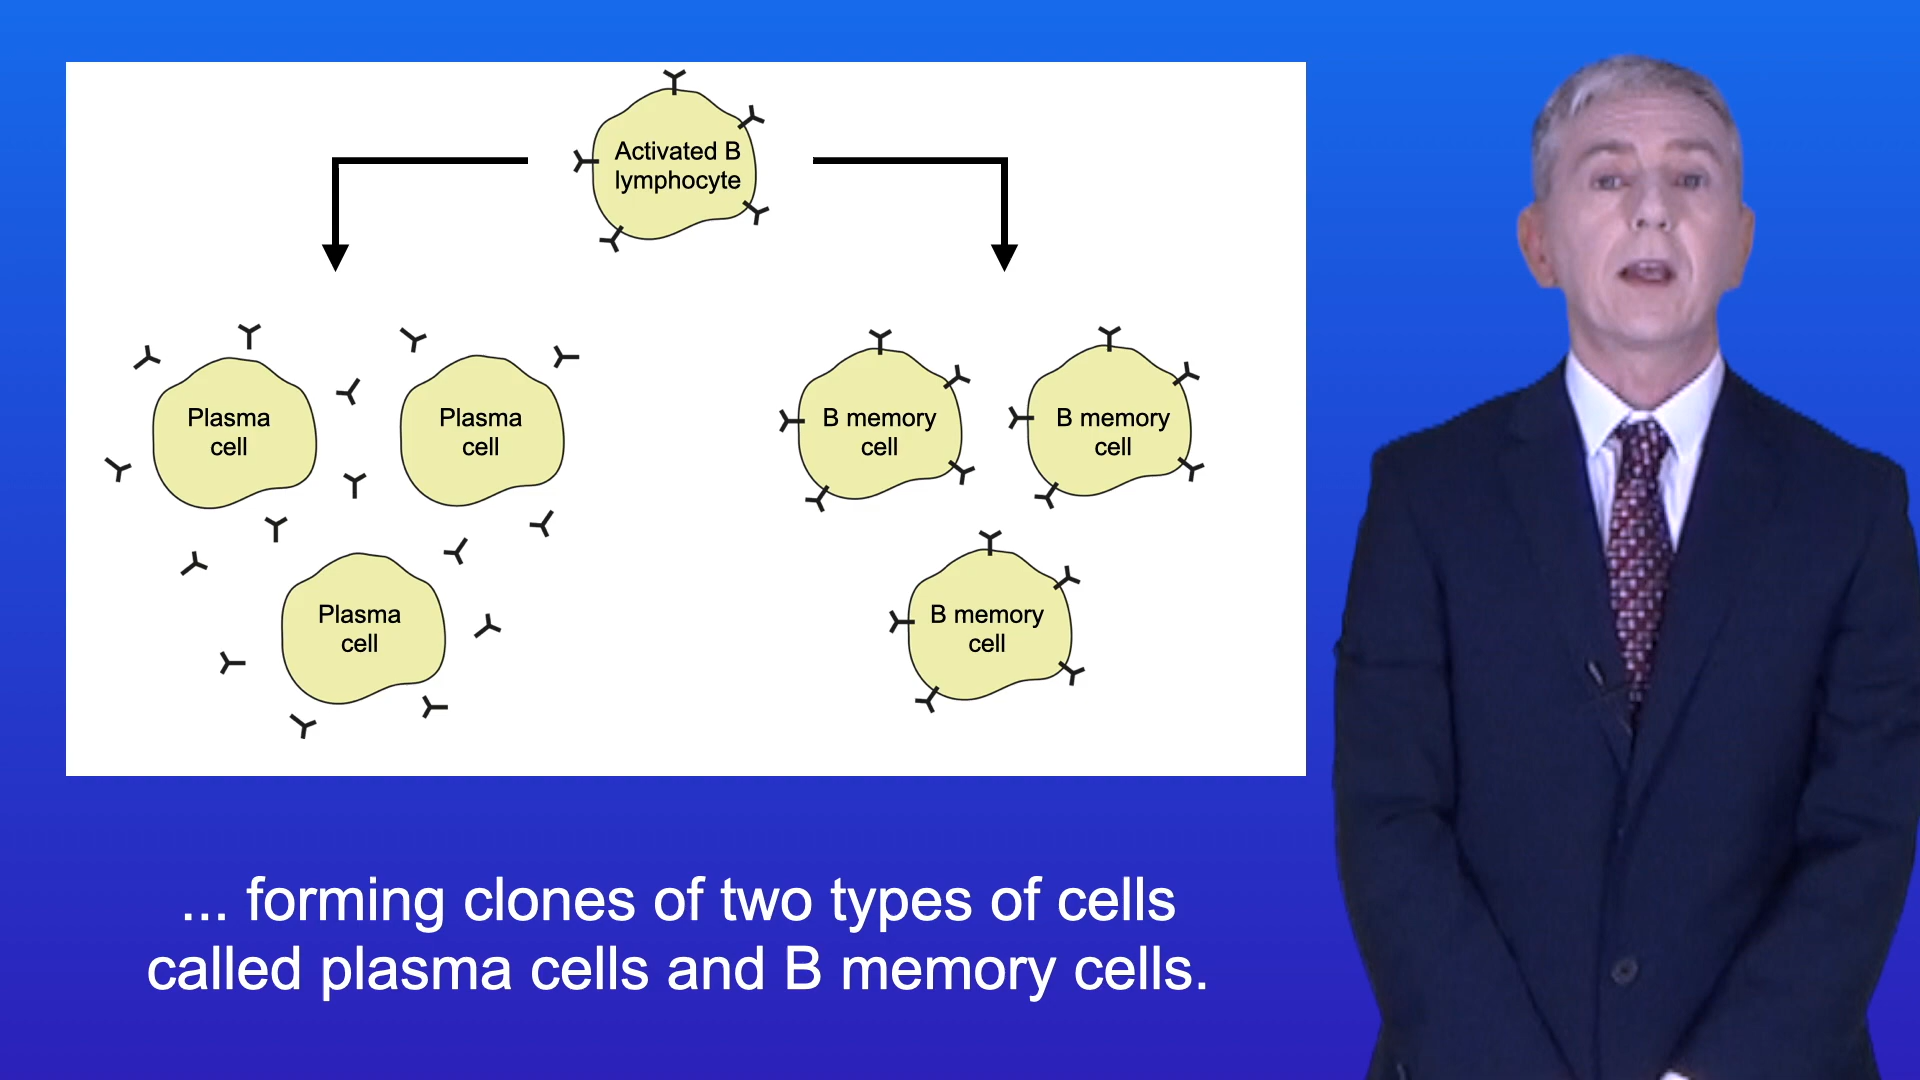 Activated B
lymphocyte
Plasma
cell
Plasma
cell
B memory
cell
B memory
cell
Plasma
cell
B memory
cell
... forming clones of two types of cells
called plasma cells and B memory cells.